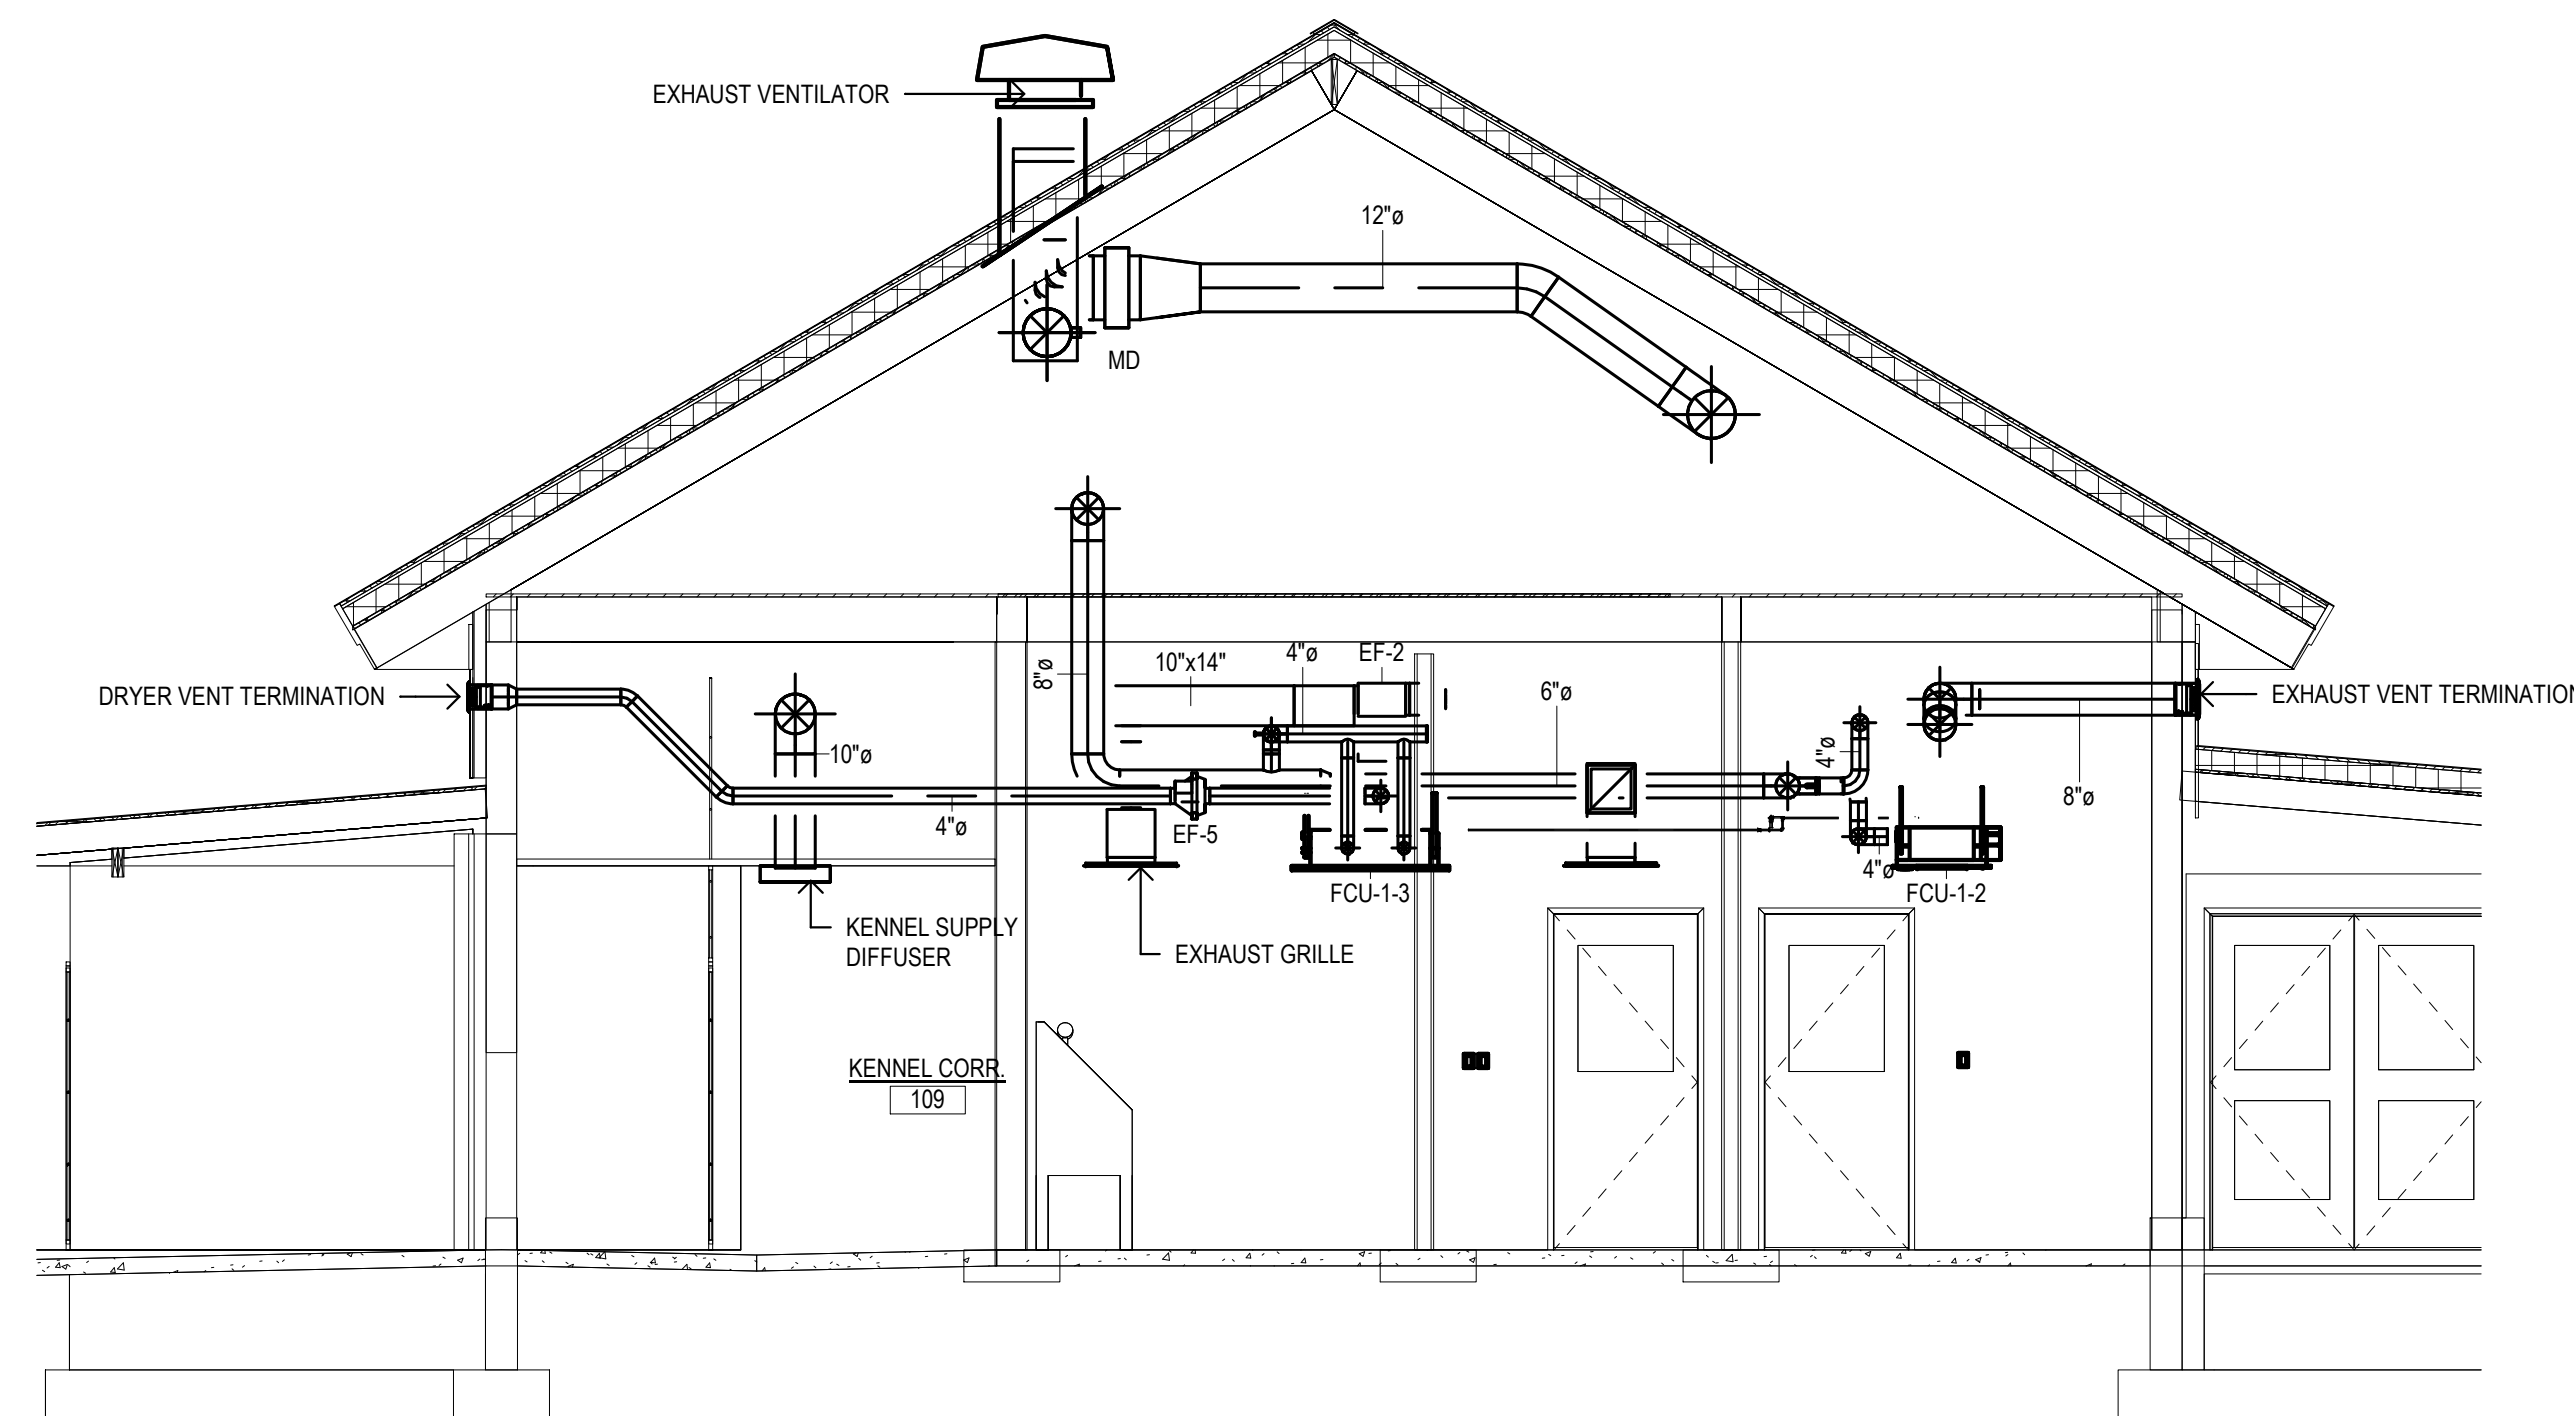 EXHAUST VENTILATOR
12"ø
MD
8"ø
10"x14"
4"ø
EF-2
6"ø
DRYER VENT TERMINATION
EXHAUST VENT TERMINATION
10"ø
4"ø
8"ø
4"ø
EF-5
4"ø
FCU-1-3
FCU-1-2
KENNEL SUPPLY
DIFFUSER
EXHAUST GRILLE
KENNEL CORR.
109